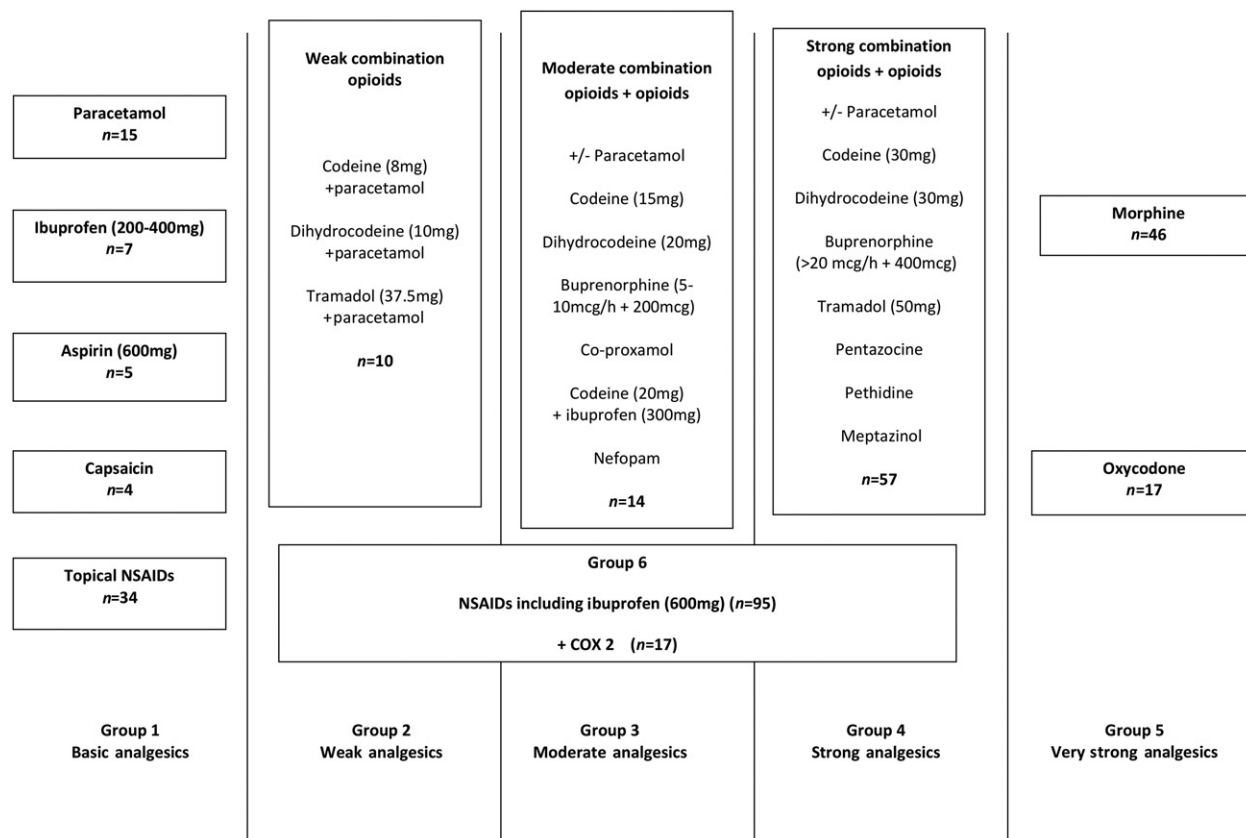 Paracetamol
n=15
Ibuprofen (200-400mg)
n=7
Aspirin (600mg)
n=5
Capsaicin
n=4
Topical NSAIDs
n=34
Weak combination
opioids
Codeine (8mg)
+paracetamol
Dihydrocodeine (10mg)
+paracetamol
Tramadol (37.5mg)
+paracetamol
n=10
Moderate combination
opioids + opioids
+/- Paracetamol
Codeine (15mg)
Dihydrocodeine (20mg)
Buprenorphine (5-
10mcg/h + 200mcg)
Co-proxamol
Codeine (20mg)
+ ibuprofen (300mg)
Nefopam
n=14
Strong combination
opioids + opioids
+/- Paracetamol
Codeine (30mg)
Dihydrocodeine (30mg)
Buprenorphine
(>20 mcg/h + 400mcg)
Tramadol (50mg)
Pentazocine
Pethidine
Meptazinol
n=57
Morphine
n=46
Oxycodone
n=17
Group 6
NSAIDs including ibuprofen (600mg) (n=95)
+ COX 2 (n=17)
Group 1
Basic analgesics
Group 2
Weak analgesics
Group 3
Moderate analgesics
Group 4
Strong analgesics
Group 5
Very strong analgesics